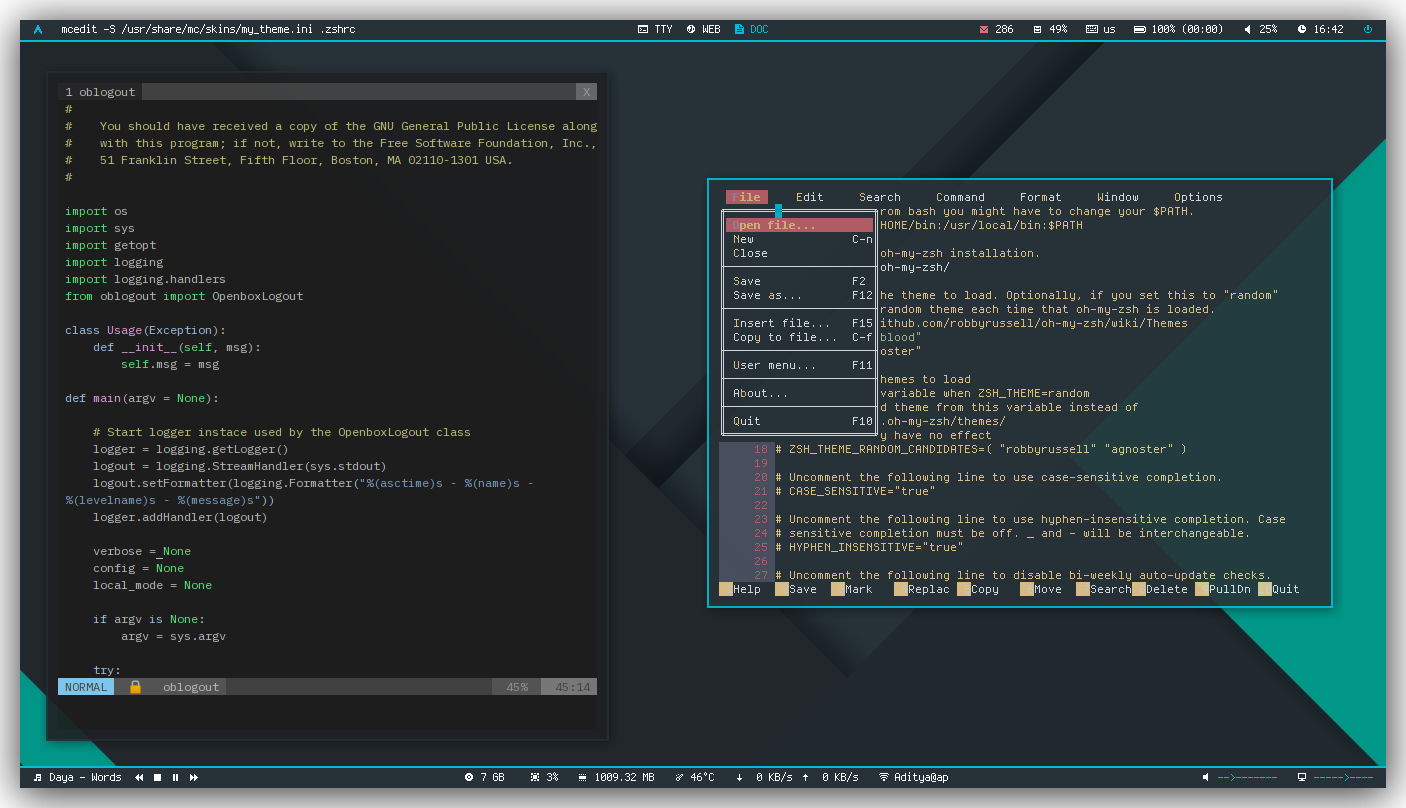 mcedit -S /usr/share/mc/skins/my_theme.ini .zshrc
TTY WEB DOC
286 49% us 100% (00:00) 25% 16:42
1 oblogout X
#
# You should have received a copy of the GNU General Public License along
# with this program; if not, write to the Free Software Foundation, Inc.,
# 51 Franklin Street, Fifth Floor, Boston, MA 02110-1301 USA.
#
import os
import sys
import getopt
import logging
import logging.handlers
from oblogout import OpenboxLogout
class Usage(Exception):
def __init__(self, msg):
self.msg = msg
def main(argv = None):
# Start logger instace used by the OpenboxLogout class
logger = logging.getLogger()
logout = logging.StreamHandler(sys.stdout)
logout.setFormatter(logging.Formatter("%(asctime)s - %(name)s -
%(levelname)s - %(message)s"))
logger.addHandler(logout)
verbose = None
config = None
local_mode = None
if argv is None:
argv = sys.argv
try:
NORMAL oblogout 45% 45:14
File Edit Search Command Format Window Options
rom bash you might have to change your $PATH.
Open file... HOME/bin:/usr/local/bin:$PATH
New C-n
Close oh-my-zsh installation.
oh-my-zsh/
Save F2
Save as... F12 he theme to load. Optionally, if you set this to "random"
random theme each time that oh-my-zsh is loaded.
Insert file... F15 ithub.com/robbyrussell/oh-my-zsh/wiki/Themes
Copy to file... C-f blood"
oster"
User menu... F11
hemes to load
About... variable when ZSH_THEME=random
d theme from this variable instead of
Quit F10 .oh-my-zsh/themes/
y have no effect
18 # ZSH_THEME_RANDOM_CANDIDATES=( "robbyrussell" "agnoster" )
19
20 # Uncomment the following line to use case-sensitive completion.
21 # CASE_SENSITIVE="true"
22
23 # Uncomment the following line to use hyphen-insensitive completion. Case
24 # sensitive completion must be off. _ and - will be interchangeable.
25 # HYPHEN_INSENSITIVE="true"
26
27 # Uncomment the following line to disable bi-weekly auto-update checks.
Help Save Mark Replac Copy Move Search Delete PullDn Quit
Daya - Words
7 GB 3% 1009.32 MB 46°C ↓ 0 KB/s ↑ 0 KB/s Aditya@ap
-->------- ----->----